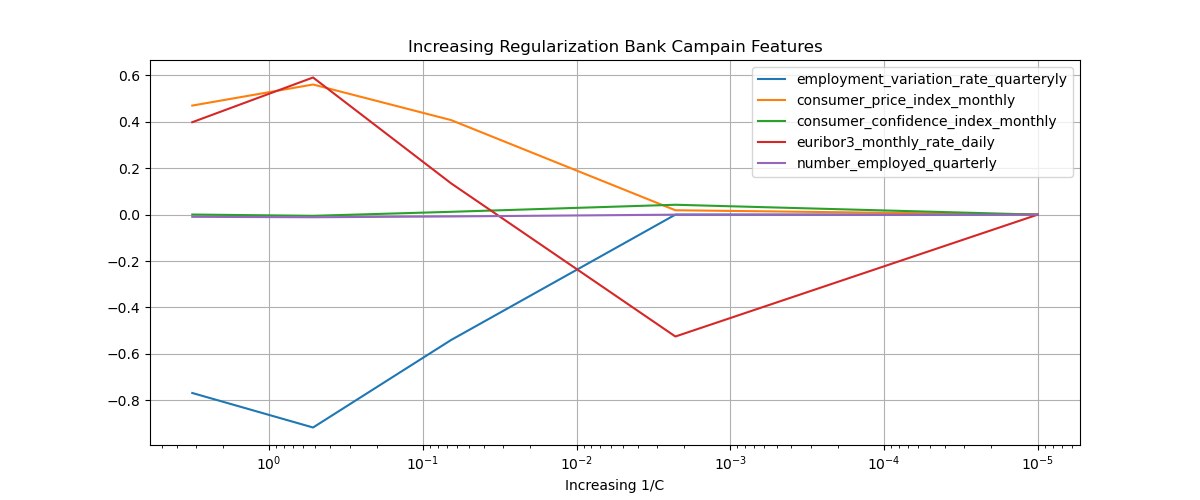 Increasing Regularization Bank Campain Features
employment_variation_rate_quarteryly
consumer_price_index_monthly
consumer_confidence_index_monthly
euribor3_monthly_rate_daily
number_employed_quarterly
0.6
0.4
0.2
0.0
−0.2
−0.4
−0.6
−0.8
10⁰ 10⁻¹ 10⁻² 10⁻³ 10⁻⁴ 10⁻⁵
Increasing 1/C